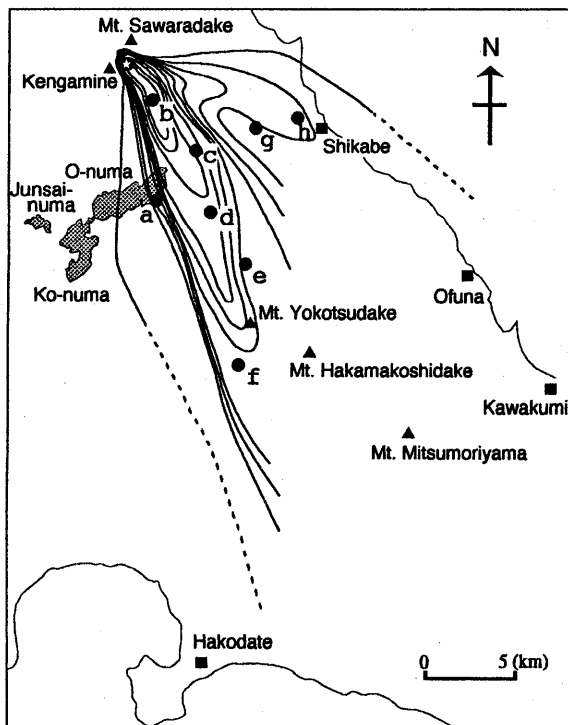 Mt. Sawaradake
N
Kengamine
b
h
g
Shikabe
c
O-numa
Junsai-
numa
a
d
Ko-numa
e
Ofuna
Mt. Yokotsudake
Mt. Hakamakoshidake
f
Kawakumi
Mt. Mitsumoriyama
Hakodate
0 5 (km)